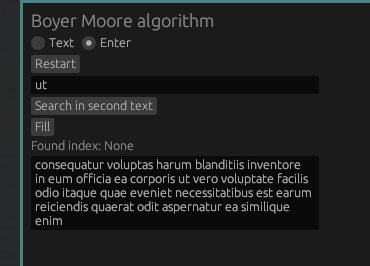 Boyer Moore algorithm
Text Enter
Restart
ut
Search in second text
Fill
Found index: None
consequatur voluptas harum blanditiis inventore
in eum officia ea corporis ut vero voluptate facilis
odio itaque quae eveniet necessitatibus est earum
reiciendis quaerat odit aspernatur ea similique
enim